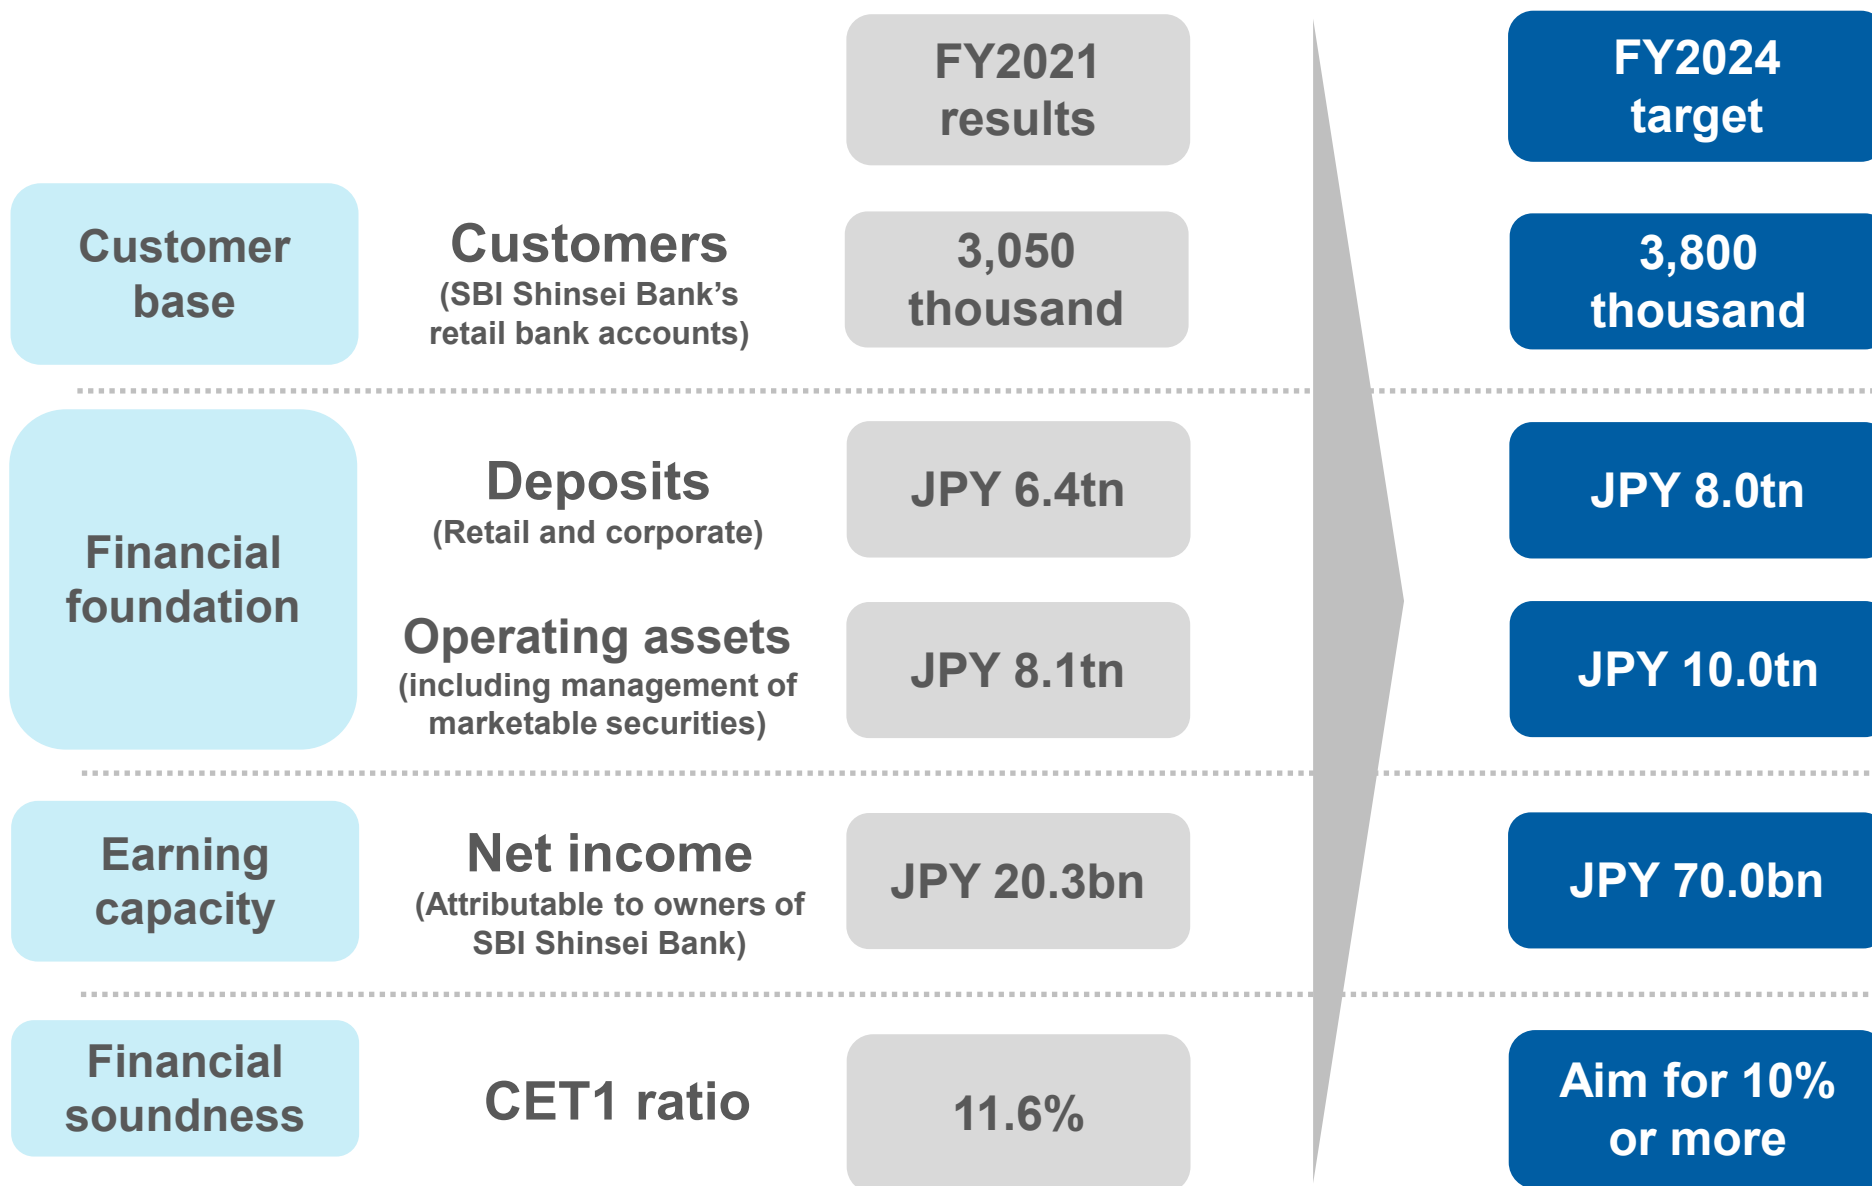 FY2021
results
FY2024
target
Customer
base
Customers
(SBI Shinsei Bank’s
retail bank accounts)
3,050
thousand
3,800
thousand
Financial
foundation
Deposits
(Retail and corporate)
JPY 6.4tn
JPY 8.0tn
Operating assets
(including management of
marketable securities)
JPY 8.1tn
JPY 10.0tn
Earning
capacity
Net income
(Attributable to owners of
SBI Shinsei Bank)
JPY 20.3bn
JPY 70.0bn
Financial
soundness
CET1 ratio
11.6%
Aim for 10%
or more